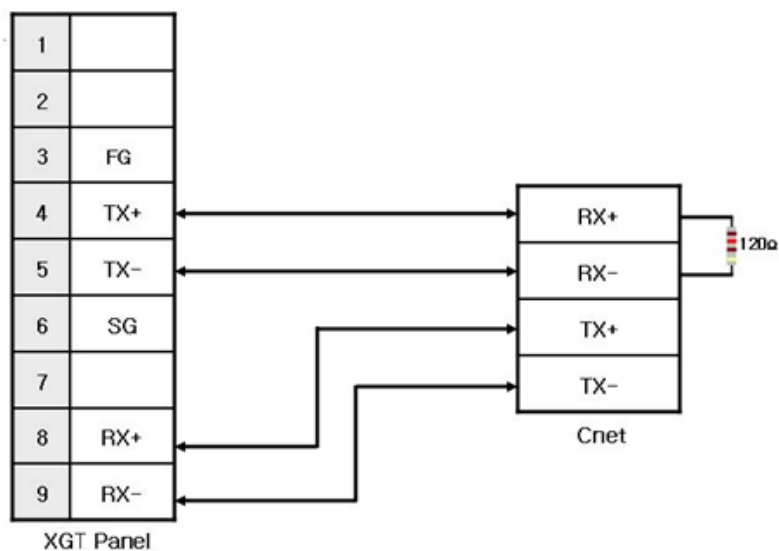 1
2
3 FG
4 TX+
5 TX-
6 SG
7
8 RX+
9 RX-
XGT Panel
RX+
RX-
TX+
TX-
Cnet
120Ω